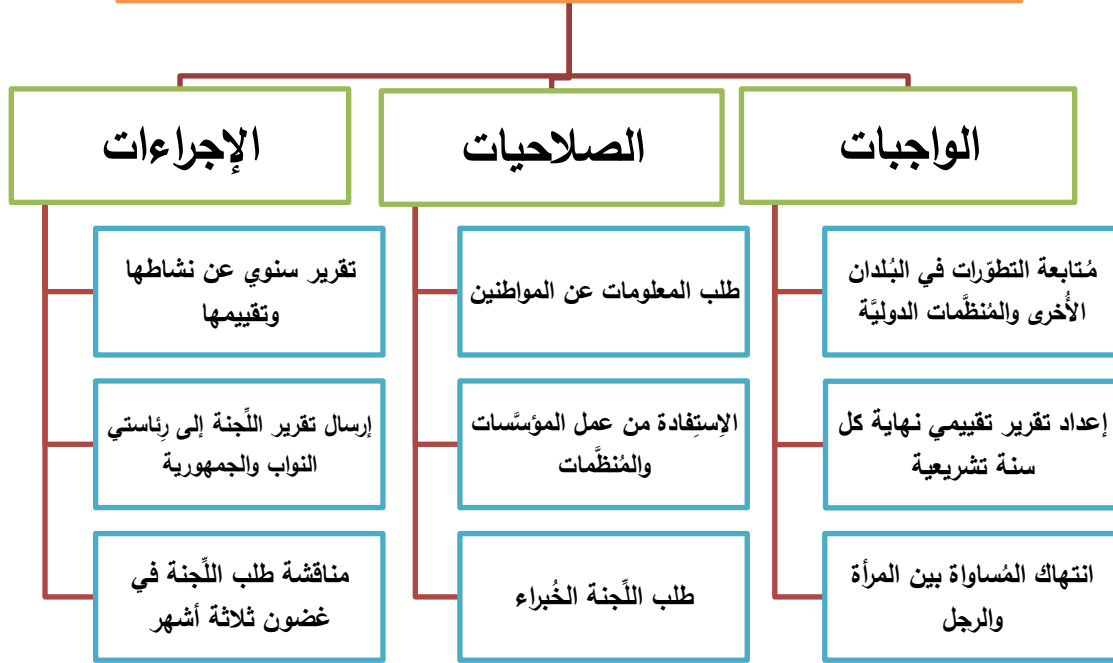 الواجبات
مُتابعة التطوّرات في البُلدان
الأُخرى والمُنظَّمات الدوليَّة
إعداد تقرير تقييمي نهاية كل
سنة تشريعية
انتهاك المُساواة بين المرأة
والرجل
الصلاحيات
طلب المعلومات عن المواطنين
الإستِفادة من عمل المؤسَّسات
والمُنظَّمات
طلب اللِّجنة الخُبراء
الإجراءات
تقرير سنوي عن نشاطها
وتقييمها
إرسال تقرير اللِّجنة إلى رِئاستي
النواب والجمهورية
مناقشة طلب اللِّجنة في
غضون ثلاثة أشهر